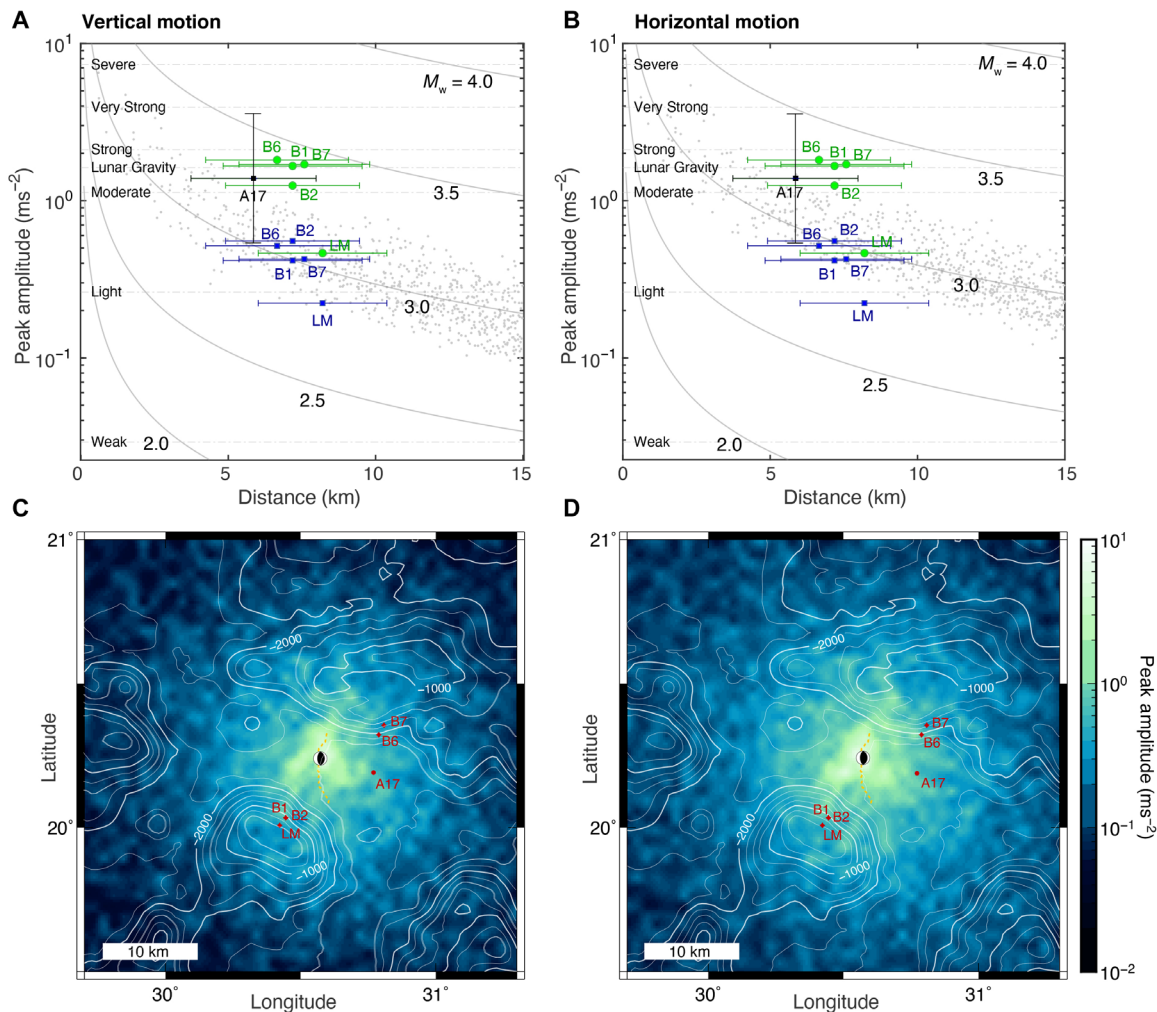 A Vertical motion
10¹
Severe
M_w = 4.0
Very Strong
Strong
B6 B1 B7
Lunar Gravity
3.5
10⁰
Moderate
A17
B2
B6 B2
LM
B1 B7
Light
3.0
LM
10⁻¹
2.5
Weak
2.0
0 5 10 15
Peak amplitude (ms⁻²)
Distance (km)
B Horizontal motion
10¹
Severe
M_w = 4.0
Very Strong
Strong
B6 B1 B7
Lunar Gravity
3.5
10⁰
Moderate
A17
B2
B6 B2
LM
B1 B7
Light
3.0
LM
10⁻¹
2.5
Weak
2.0
0 5 10 15
Peak amplitude (ms⁻²)
Distance (km)
C
21°
−2000
−1000
B7
B6
A17
B1 B2
20°
LM
−2000
−1000
10 km
30° 31°
Latitude
Longitude
D
21°
−2000
−1000
B7
B6
A17
B1 B2
20°
LM
−2000
−1000
10 km
30° 31°
Latitude
Longitude
10¹
10⁰
10⁻¹
10⁻²
Peak amplitude (ms⁻²)